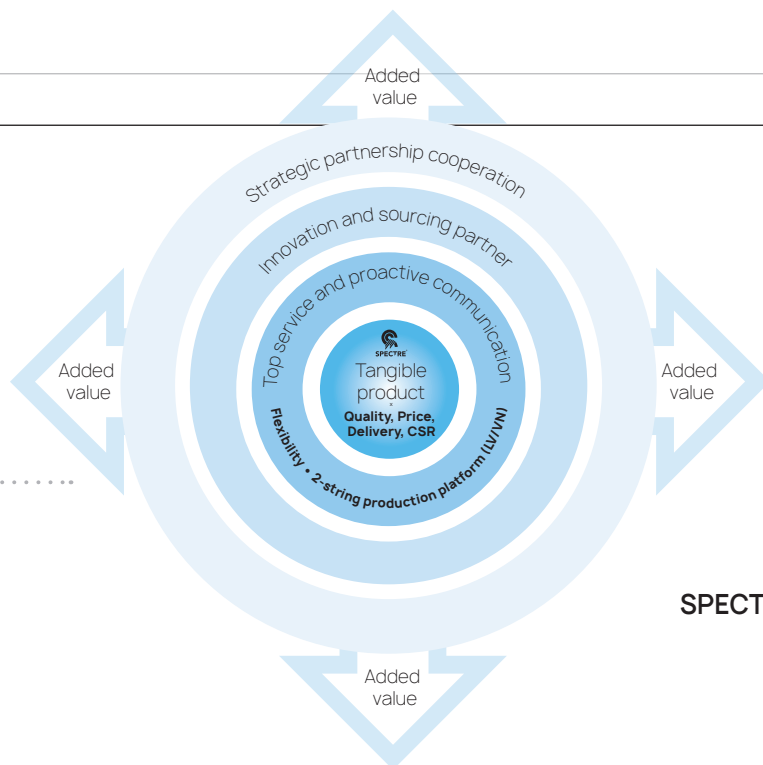 Added
value
Strategic partnership cooperation
Innovation and sourcing partner
Top service and proactive communication
SPECTRE
Tangible
product
Quality, Price,
Delivery, CSR
Flexibility • 2-string production platform (LV/VN)
Added
value
Added
value
SPECT
Added
value